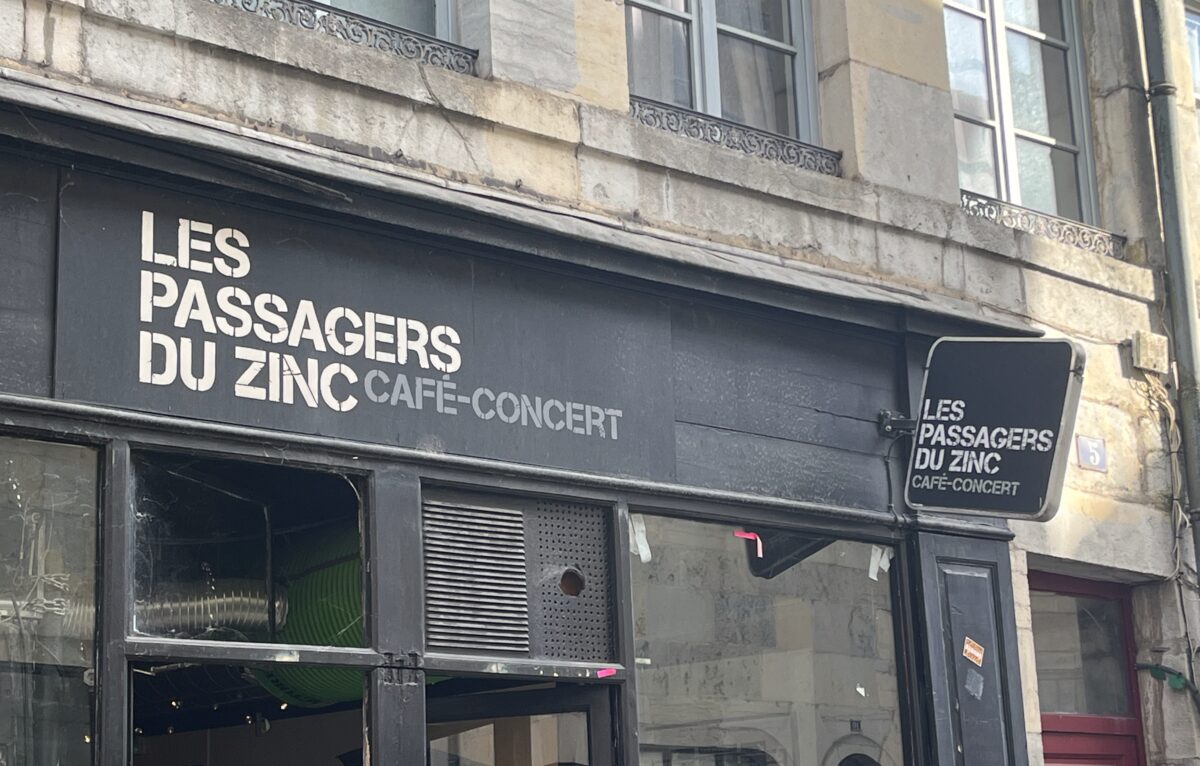 LES
PASSAGERS
DU ZINC CAFÉ-CONCERT
LES
PASSAGERS
DU ZINC
CAFÉ-CONCERT
5